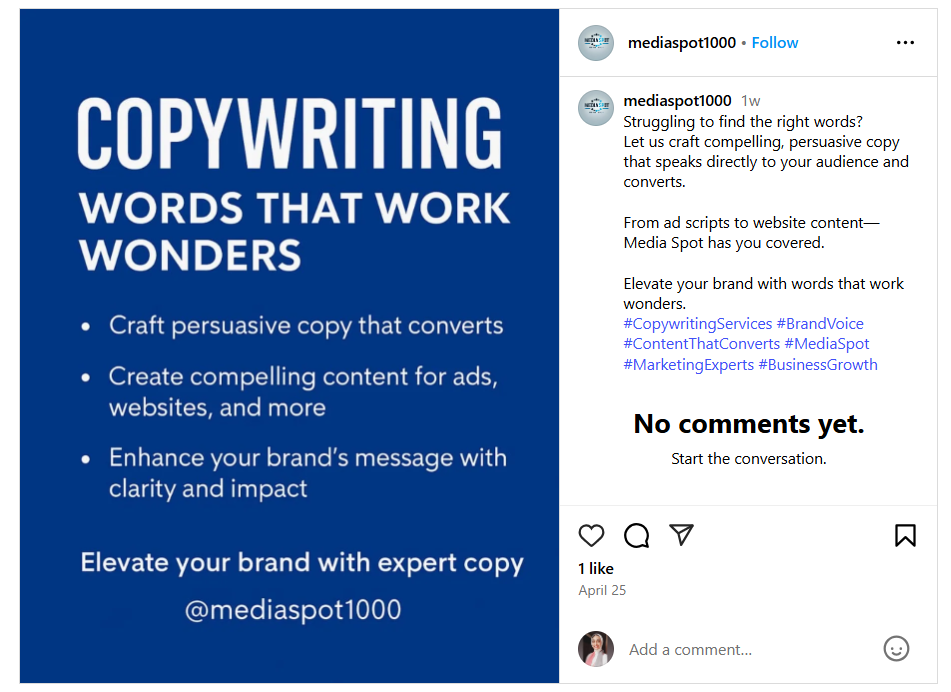 COPYWRITING
WORDS THAT WORK
WONDERS
• Craft persuasive copy that converts
• Create compelling content for ads,
websites, and more
• Enhance your brand’s message with
clarity and impact
Elevate your brand with expert copy
@mediaspot1000
mediaspot1000 • Follow
mediaspot1000 1w
Struggling to find the right words?
Let us craft compelling, persuasive copy
that speaks directly to your audience and
converts.
From ad scripts to website content—
Media Spot has you covered.
Elevate your brand with words that work
wonders.
#CopywritingServices #BrandVoice
#ContentThatConverts #MediaSpot
#MarketingExperts #BusinessGrowth
No comments yet.
Start the conversation.
1 like
April 25
Add a comment...